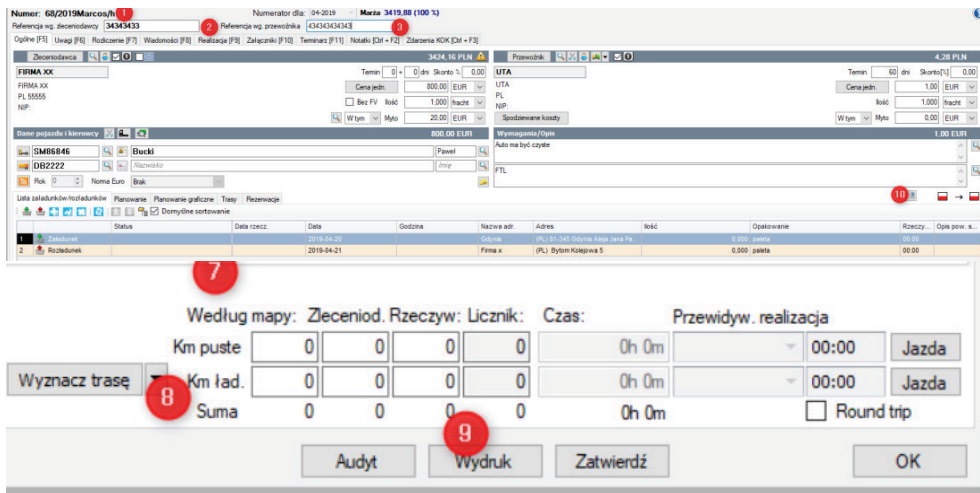 Numer: 68/2019Marcos/h 1 Numerator dla: 04-2019 Marża 3419,88 (100 %)
Referencja wg. zleceniodawcy 34343433 2 Referencja wg. przewoźnika 434343434343 3
Ogólne [F5] Uwagi [F6] Rozliczenie [F7] Wiadomości [F8] Realizacja [F9] Załączniki [F10] Terminarz [F11] Notatki [Ctrl + F2] Zdarzenia KOK [Ctrl + F3]
Zleceniodawca 3424,16 PLN Przewoźnik 4,28 PLN
FIRMA XX Termin 0 + 0 dni Skonto % 0,00 UTA Termin 60 dni Skonto[%] 0,00
FIRMA XX Cena jedn. 800,00 EUR UTA Cena jedn. 1,00 EUR
PL 55555 Bez FV Ilość 1,000 fracht PL Ilość 1,000 fracht
NIP: W tym Myto 20,00 EUR NIP: Spodziewane koszty W tym Myto 0,00 EUR
Dane pojazdu i kierowcy 800,00 EUR Wymagania/Opis 1,00 EUR
SM86846 Bucki Paweł Auto ma być czyste
DB2222 Nazwisko Imię FTL
Rok 0 Norma Euro Brak
Lista załadunków/rozładunków Planowanie Planowanie graficzne Trasy Rezerwacje 10
Domyślne sortowanie
Status Data rzecz. Data Godzina Nazwa adr. Adres Ilość Opakowanie Rzeczy... Opis pow. s...
1 Załadunek 2019-04-20 Gdynia (PL) 81-345 Gdynia Aleja Jana Pa... 0,000 paleta 00:00
2 Rozładunek 2019-04-21 Firma x (PL) Bytom Kolejowa 5 0,000 paleta 00:00
7
Według mapy: Zleceniod. Rzeczyw: Licznik: Czas: Przewidyw. realizacja
Km puste 0 0 0 0 0h 0m 00:00 Jazda
Wyznacz trasę 8 Km ład. 0 0 0 0 0h 0m 00:00 Jazda
Suma 0 0 0 0 0h 0m Round trip
9
Audyt Wydruk Zatwierdź OK